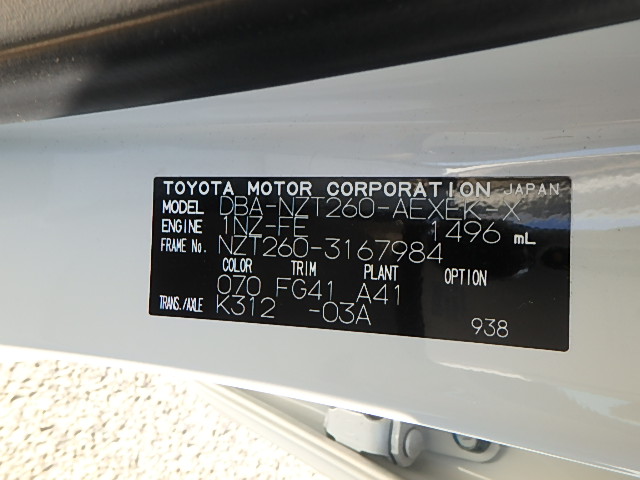 TOYOTA MOTOR CORPORATION JAPAN
MODEL DBA-NZT260-AEXEK-X
ENGINE 1NZ-FE 1496 mL
FRAME No. NZT260-3167984
COLOR TRIM PLANT OPTION
070 FG41 A41
TRANS./AXLE K312 -03A
938